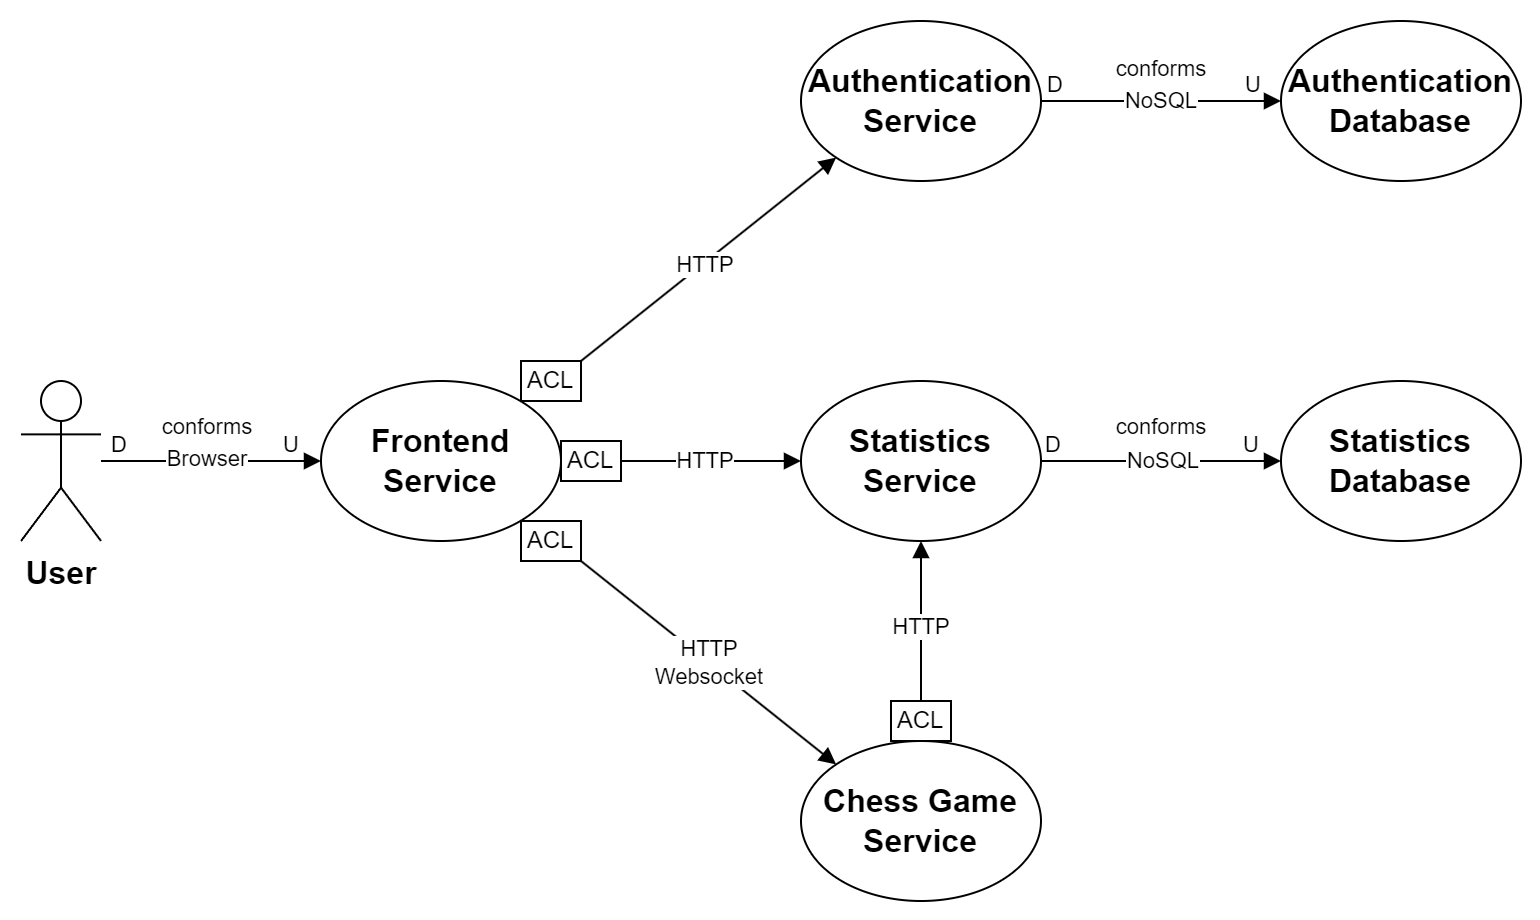 Authentication
Service
D
conforms
NoSQL
U
Authentication
Database
HTTP
ACL
User
D
conforms
Browser
U
Frontend
Service
ACL
HTTP
Statistics
Service
D
conforms
NoSQL
U
Statistics
Database
ACL
HTTP
Websocket
HTTP
ACL
Chess Game
Service